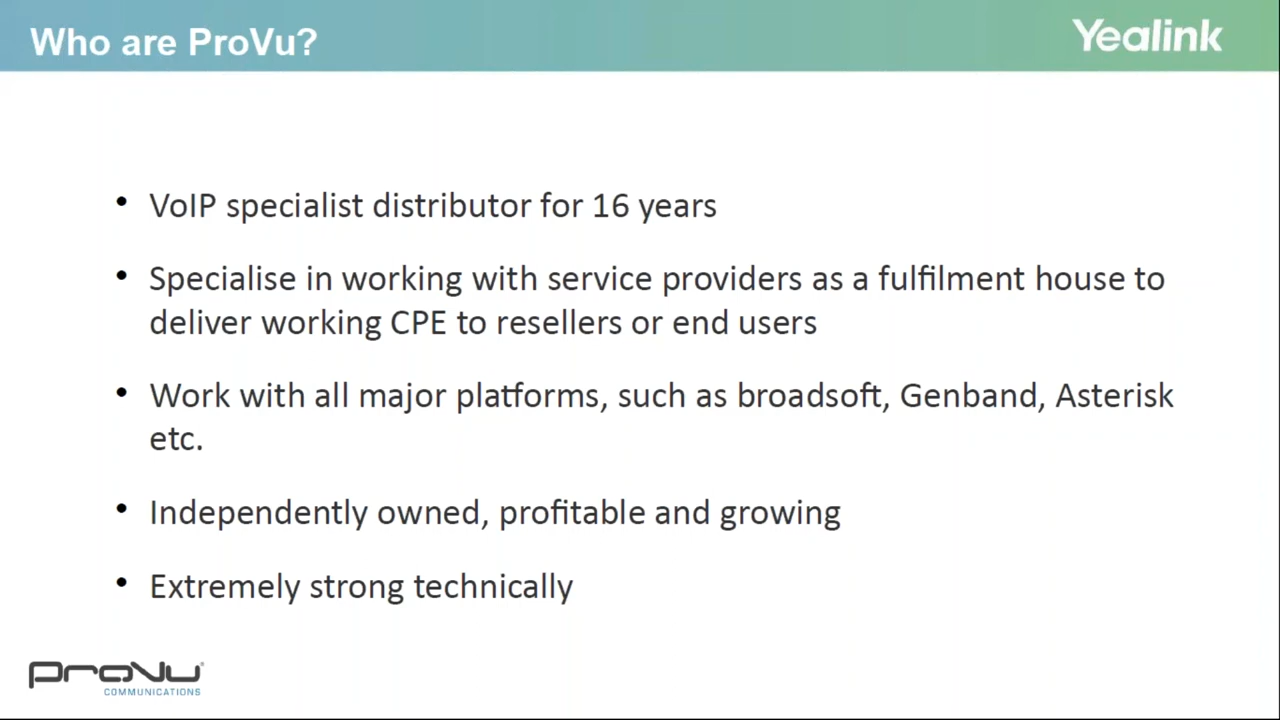 Who are ProVu?
Yealink
• VoIP specialist distributor for 16 years
• Specialise in working with service providers as a fulfilment house to
deliver working CPE to resellers or end users
• Work with all major platforms, such as broadsoft, Genband, Asterisk
etc.
• Independently owned, profitable and growing
• Extremely strong technically
ProVu
COMMUNICATIONS